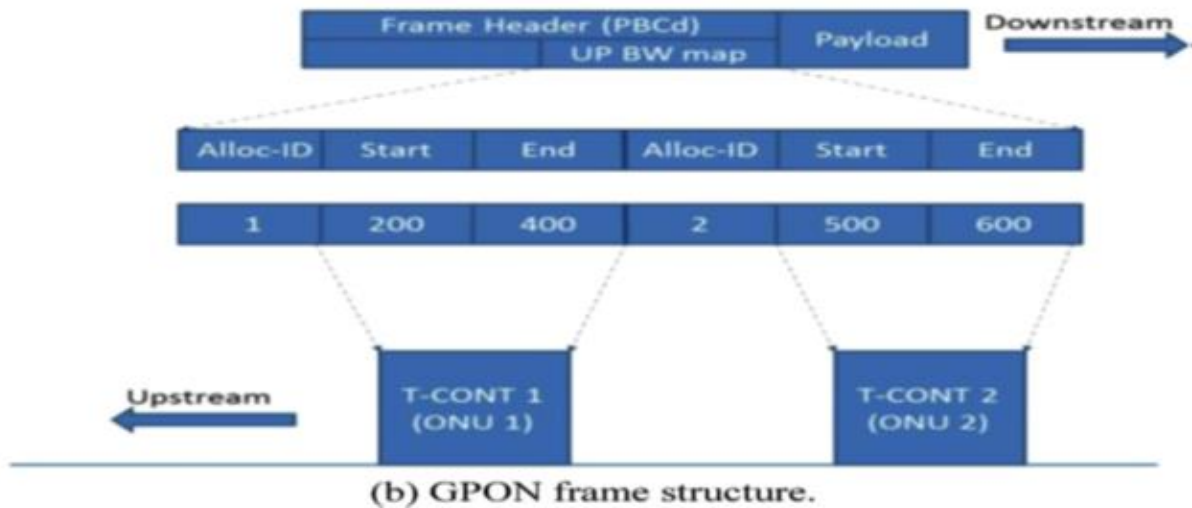 Frame Header (PBCd)
UP BW map
Payload
Downstream
Alloc-ID Start End Alloc-ID Start End
1 200 400 2 500 600
Upstream
T-CONT 1
(ONU 1)
T-CONT 2
(ONU 2)
(b) GPON frame structure.